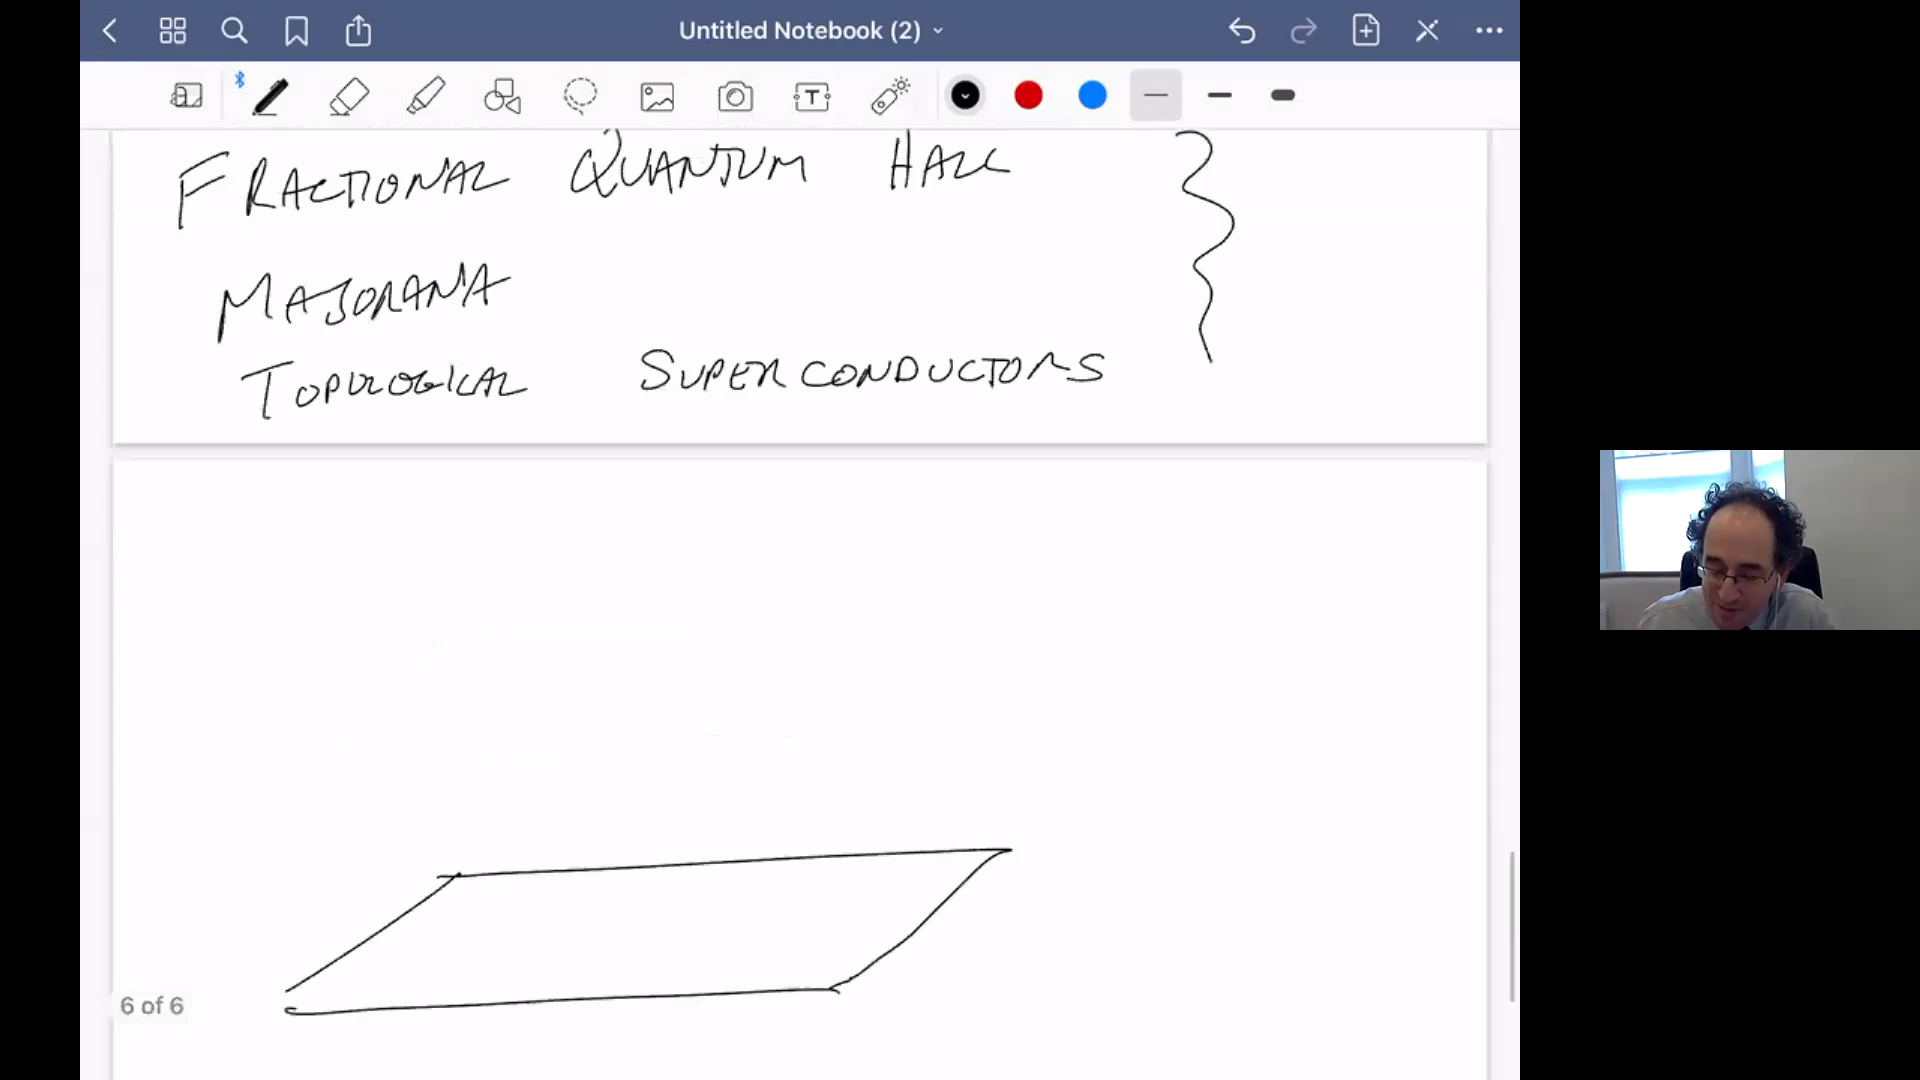 Untitled Notebook (2)
T
FRACTIONAL QUANTUM HALL
MAJORANA
TOPOLOGICAL SUPERCONDUCTORS
6 of 6